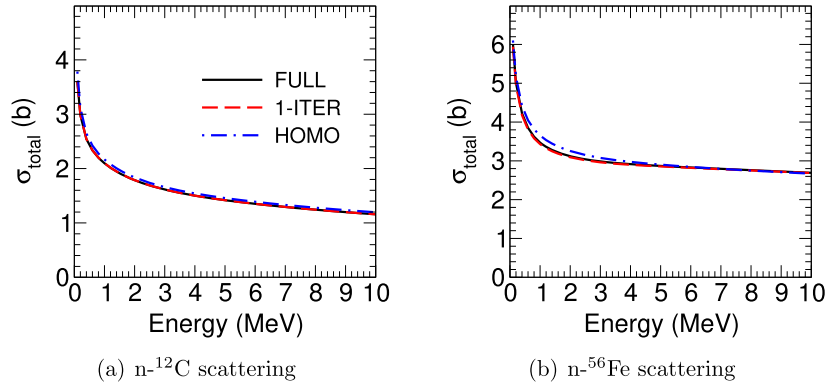 4
3
2
1
0
σtotal (b)
FULL
1-ITER
HOMO
0 1 2 3 4 5 6 7 8 9 10
Energy (MeV)
(a) n-¹²C scattering
6
5
4
3
2
1
0
σtotal (b)
0 1 2 3 4 5 6 7 8 9 10
Energy (MeV)
(b) n-⁵⁶Fe scattering